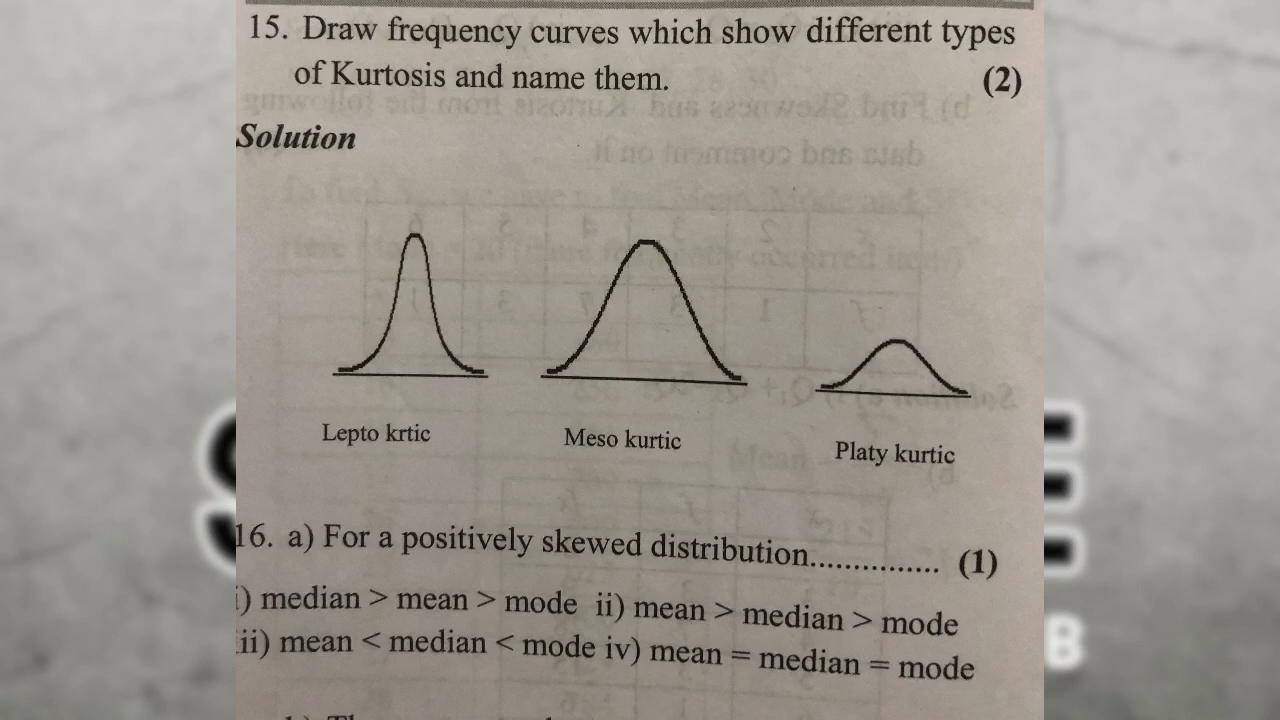 15. Draw frequency curves which show different types
of Kurtosis and name them. (2)
Solution
Lepto krtic
Meso kurtic
Platy kurtic
16. a) For a positively skewed distribution............... (1)
i) median > mean > mode ii) mean > median > mode
ii) mean < median < mode iv) mean = median = mode